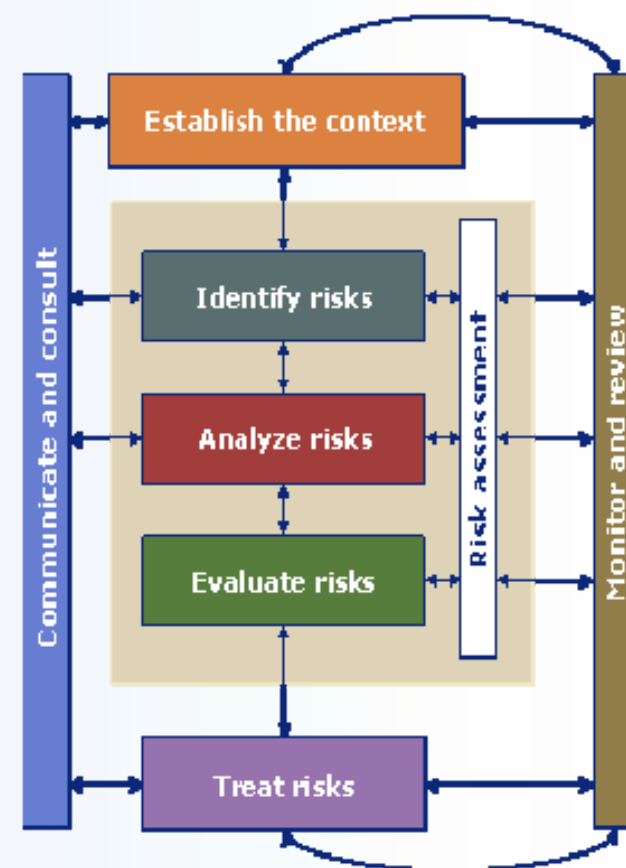 Establish the context
Communicate and consult
Identify risks
Analyze risks
Evaluate risks
Risk assessment
Monitor and review
Treat risks